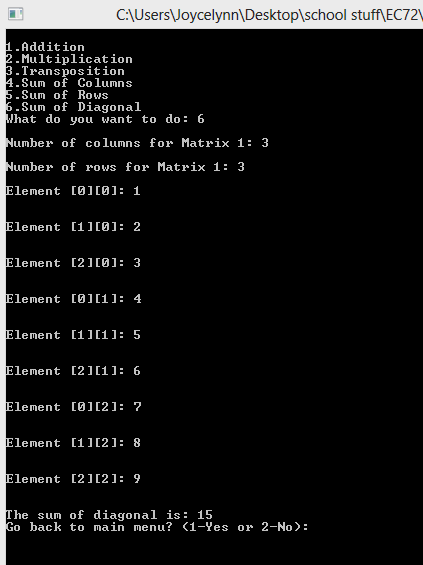 C:\Users\Joycelynn\Desktop\school stuff\EC72\
1.Addition
2.Multiplication
3.Transposition
4.Sum of Columns
5.Sum of Rows
6.Sum of Diagonal
What do you want to do: 6
Number of columns for Matrix 1: 3
Number of rows for Matrix 1: 3
Element [0][0]: 1
Element [1][0]: 2
Element [2][0]: 3
Element [0][1]: 4
Element [1][1]: 5
Element [2][1]: 6
Element [0][2]: 7
Element [1][2]: 8
Element [2][2]: 9
The sum of diagonal is: 15
Go back to main menu? (1-Yes or 2-No):